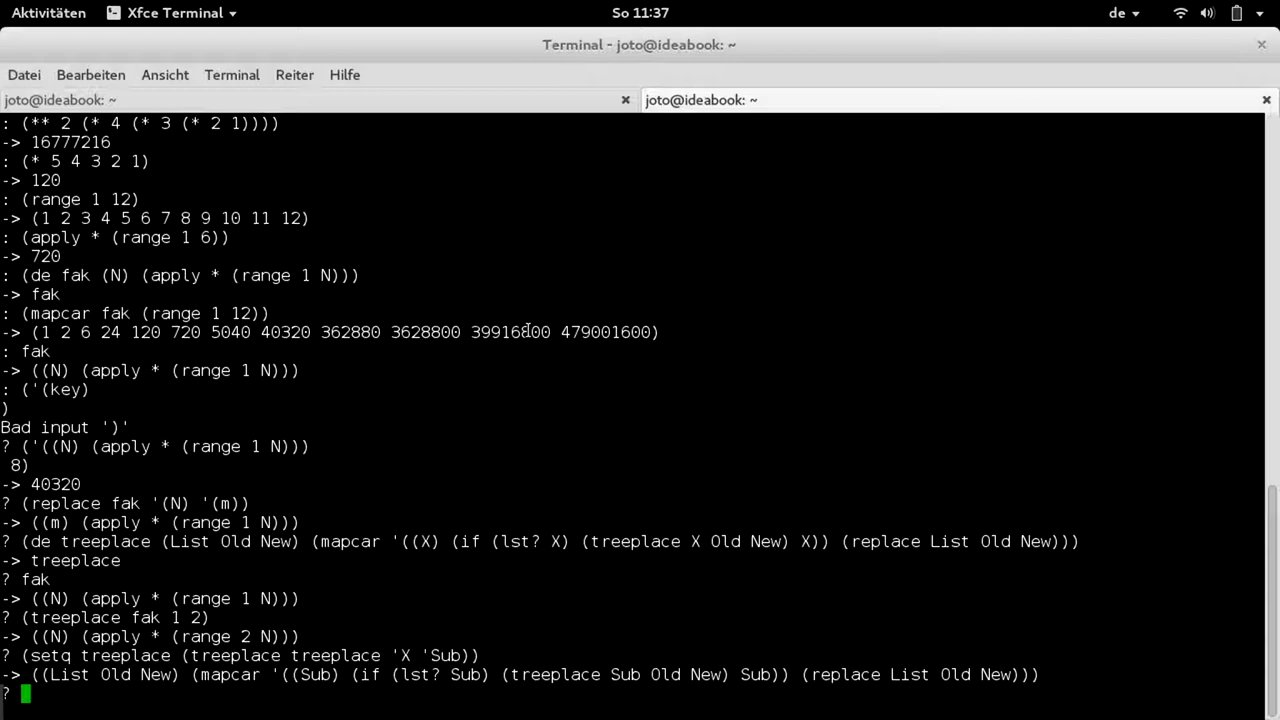 Aktivitäten Xfce Terminal So 11:37 de
Terminal - joto@ideabook: ~
Datei Bearbeiten Ansicht Terminal Reiter Hilfe
joto@ideabook: ~ joto@ideabook: ~
: (** 2 (* 4 (* 3 (* 2 1))))
-> 16777216
: (* 5 4 3 2 1)
-> 120
: (range 1 12)
-> (1 2 3 4 5 6 7 8 9 10 11 12)
: (apply * (range 1 6))
-> 720
: (de fak (N) (apply * (range 1 N)))
-> fak
: (mapcar fak (range 1 12))
-> (1 2 6 24 120 720 5040 40320 362880 3628800 39916800 479001600)
: fak
-> ((N) (apply * (range 1 N)))
: ('(key)
)
Bad input ')'
? ('((N) (apply * (range 1 N)))
 8)
-> 40320
? (replace fak '(N) '(m))
-> ((m) (apply * (range 1 N)))
? (de treeplace (List Old New) (mapcar '((X) (if (lst? X) (treeplace X Old New) X)) (replace List Old New)))
-> treeplace
? fak
-> ((N) (apply * (range 1 N)))
? (treeplace fak 1 2)
-> ((N) (apply * (range 2 N)))
? (setq treeplace (treeplace treeplace 'X 'Sub))
-> ((List Old New) (mapcar '((Sub) (if (lst? Sub) (treeplace Sub Old New) Sub)) (replace List Old New)))
?